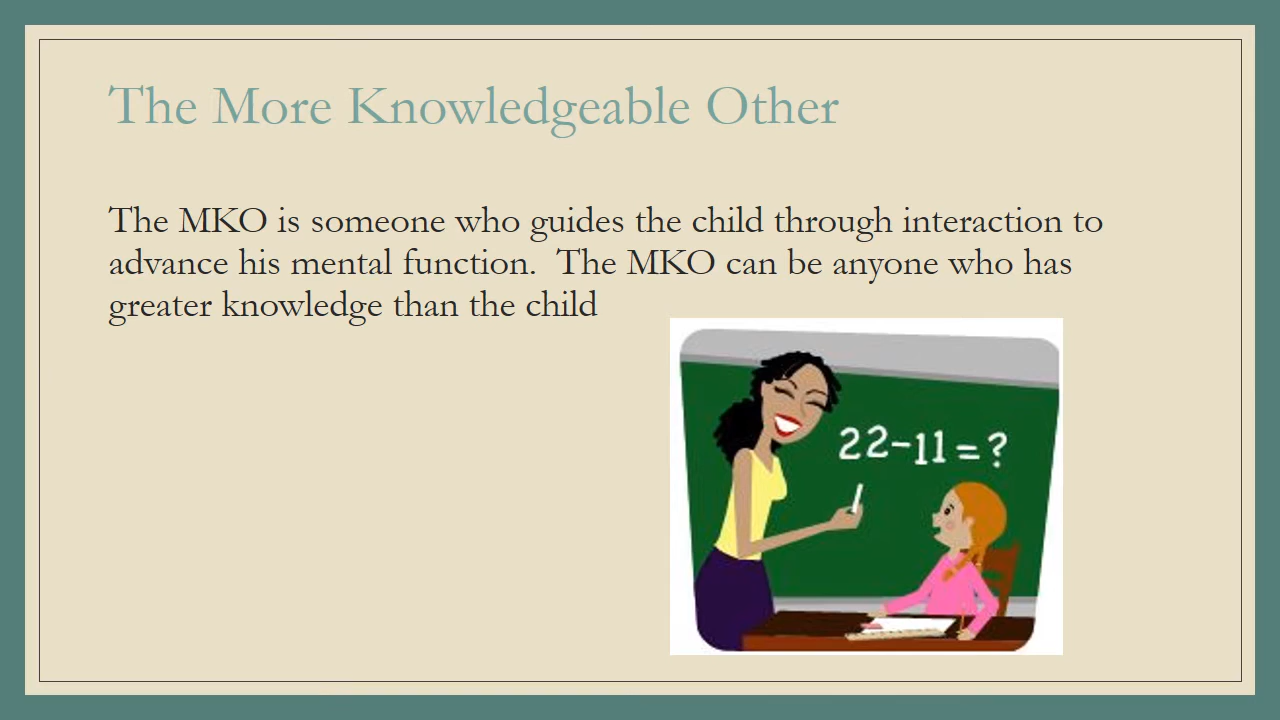 The More Knowledgeable Other
The MKO is someone who guides the child through interaction to
advance his mental function.  The MKO can be anyone who has
greater knowledge than the child
22-11=?